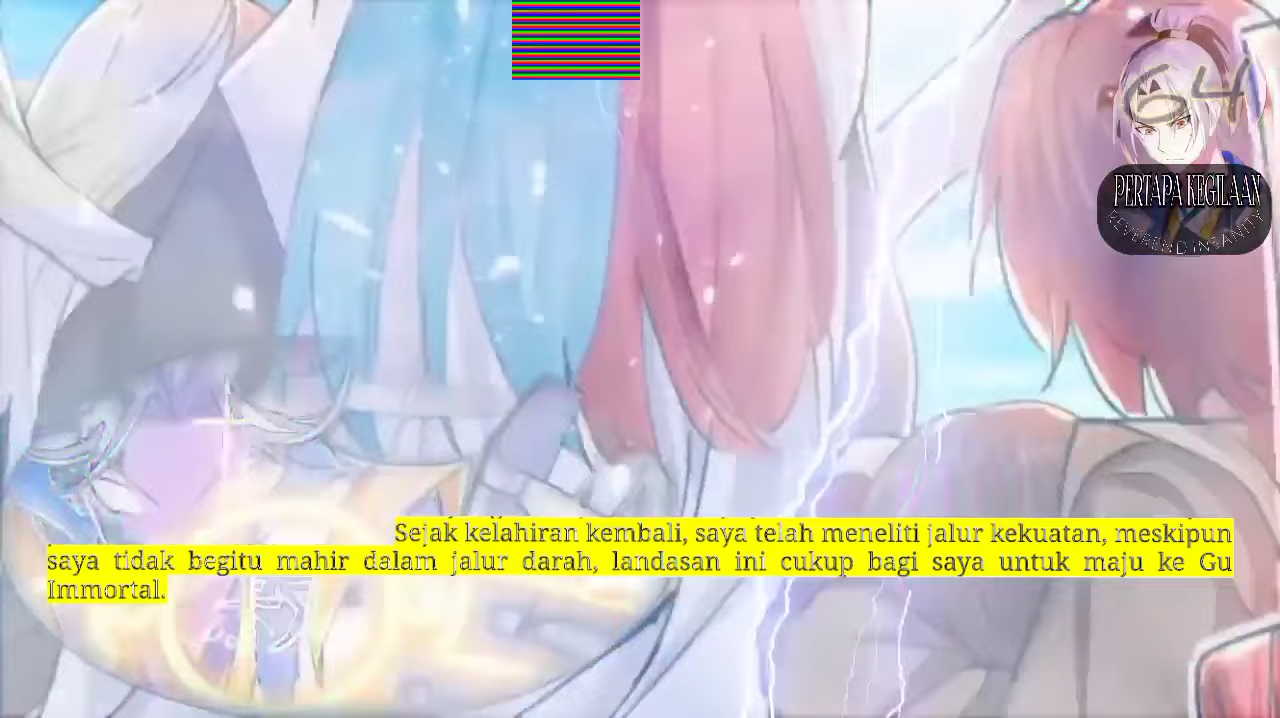 64
PERTAPA KEGILAAN
REVEREND INSANITY
Sejak kelahiran kembali, saya telah meneliti jalur kekuatan, meskipun
saya tidak begitu mahir dalam jalur darah, landasan ini cukup bagi saya untuk maju ke Gu
Immortal.